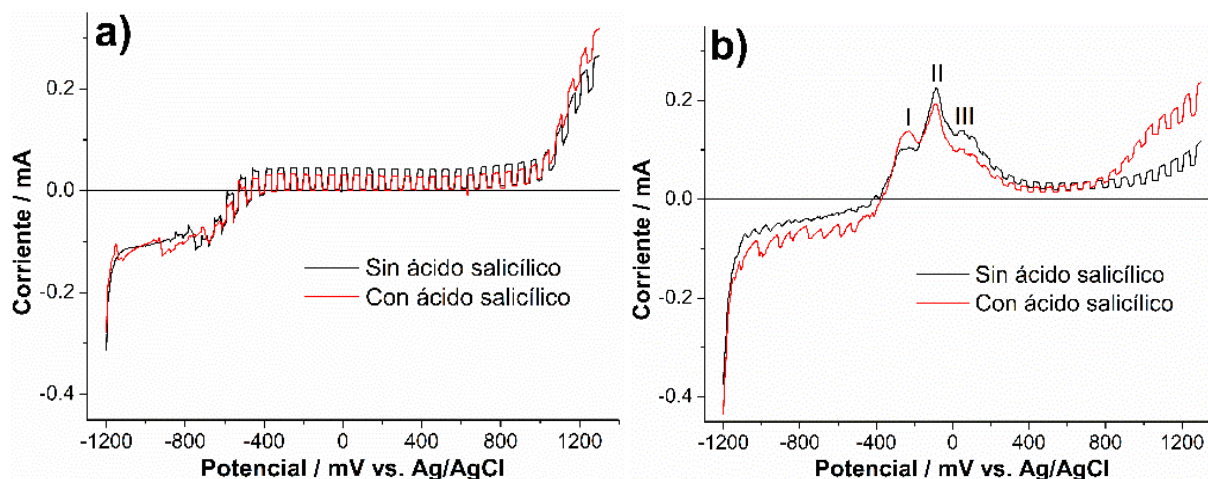 a)
Corriente / mA
0.2
0.0
-0.2
-0.4
Sin ácido salicílico
Con ácido salicílico
-1200 -800 -400 0 400 800 1200
Potencial / mV vs. Ag/AgCl
b)
Corriente / mA
0.2
0.0
-0.2
-0.4
I
II
III
Sin ácido salicílico
Con ácido salicílico
-1200 -800 -400 0 400 800 1200
Potencial / mV vs. Ag/AgCl